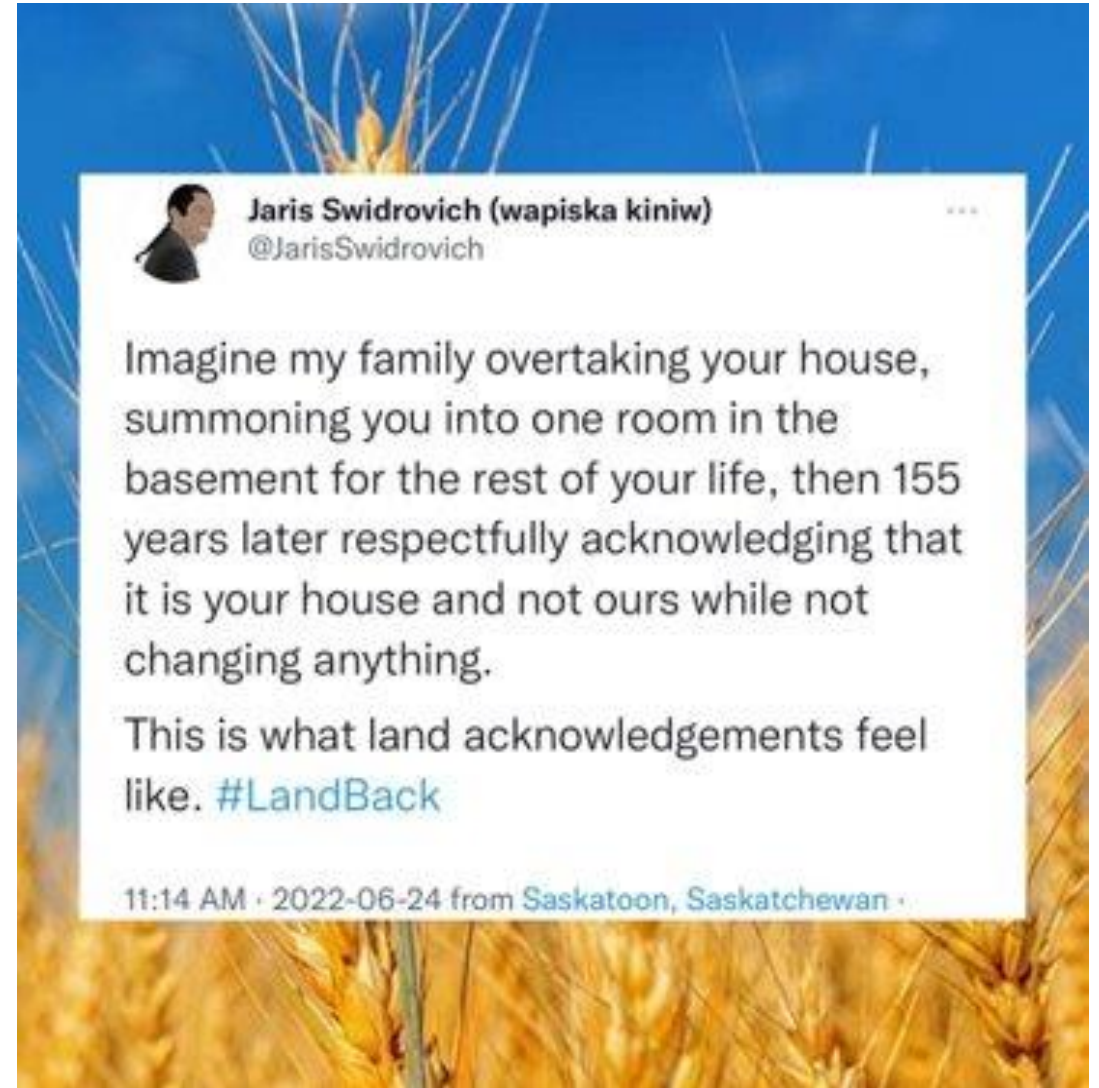 Jaris Swidrovich (wapiska kiniw)
@JarisSwidrovich
Imagine my family overtaking your house,
summoning you into one room in the
basement for the rest of your life, then 155
years later respectfully acknowledging that
it is your house and not ours while not
changing anything.
This is what land acknowledgements feel
like. #LandBack
11:14 AM · 2022-06-24 from Saskatoon, Saskatchewan ·